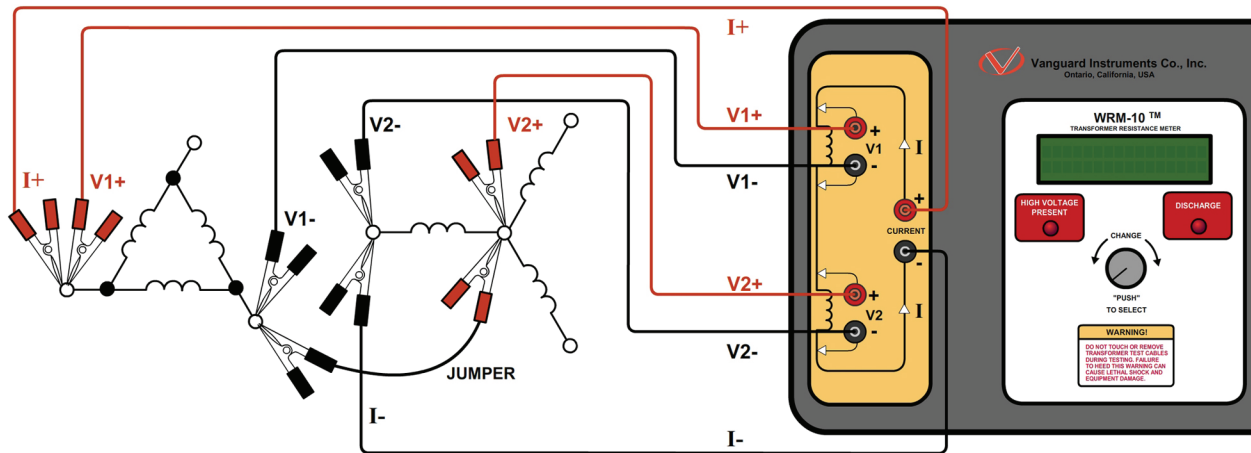 I+
I+
V1+
V2-
V2+
V1+
V1-
V1-
I+
V1+
V2+
V2-
JUMPER
I-
I-
+
V1
-
I
+
CURRENT
-
+
V2
-
I
Vanguard Instruments Co., Inc.
Ontario, California, USA
WRM-10 TM
TRANSFORMER RESISTANCE METER
HIGH VOLTAGE
PRESENT
DISCHARGE
CHANGE
"PUSH"
TO SELECT
WARNING!
DO NOT TOUCH OR REMOVE
TRANSFORMER TEST CABLES
DURING TESTING. FAILURE
TO HEED THIS WARNING CAN
CAUSE LETHAL SHOCK AND
EQUIPMENT DAMAGE.